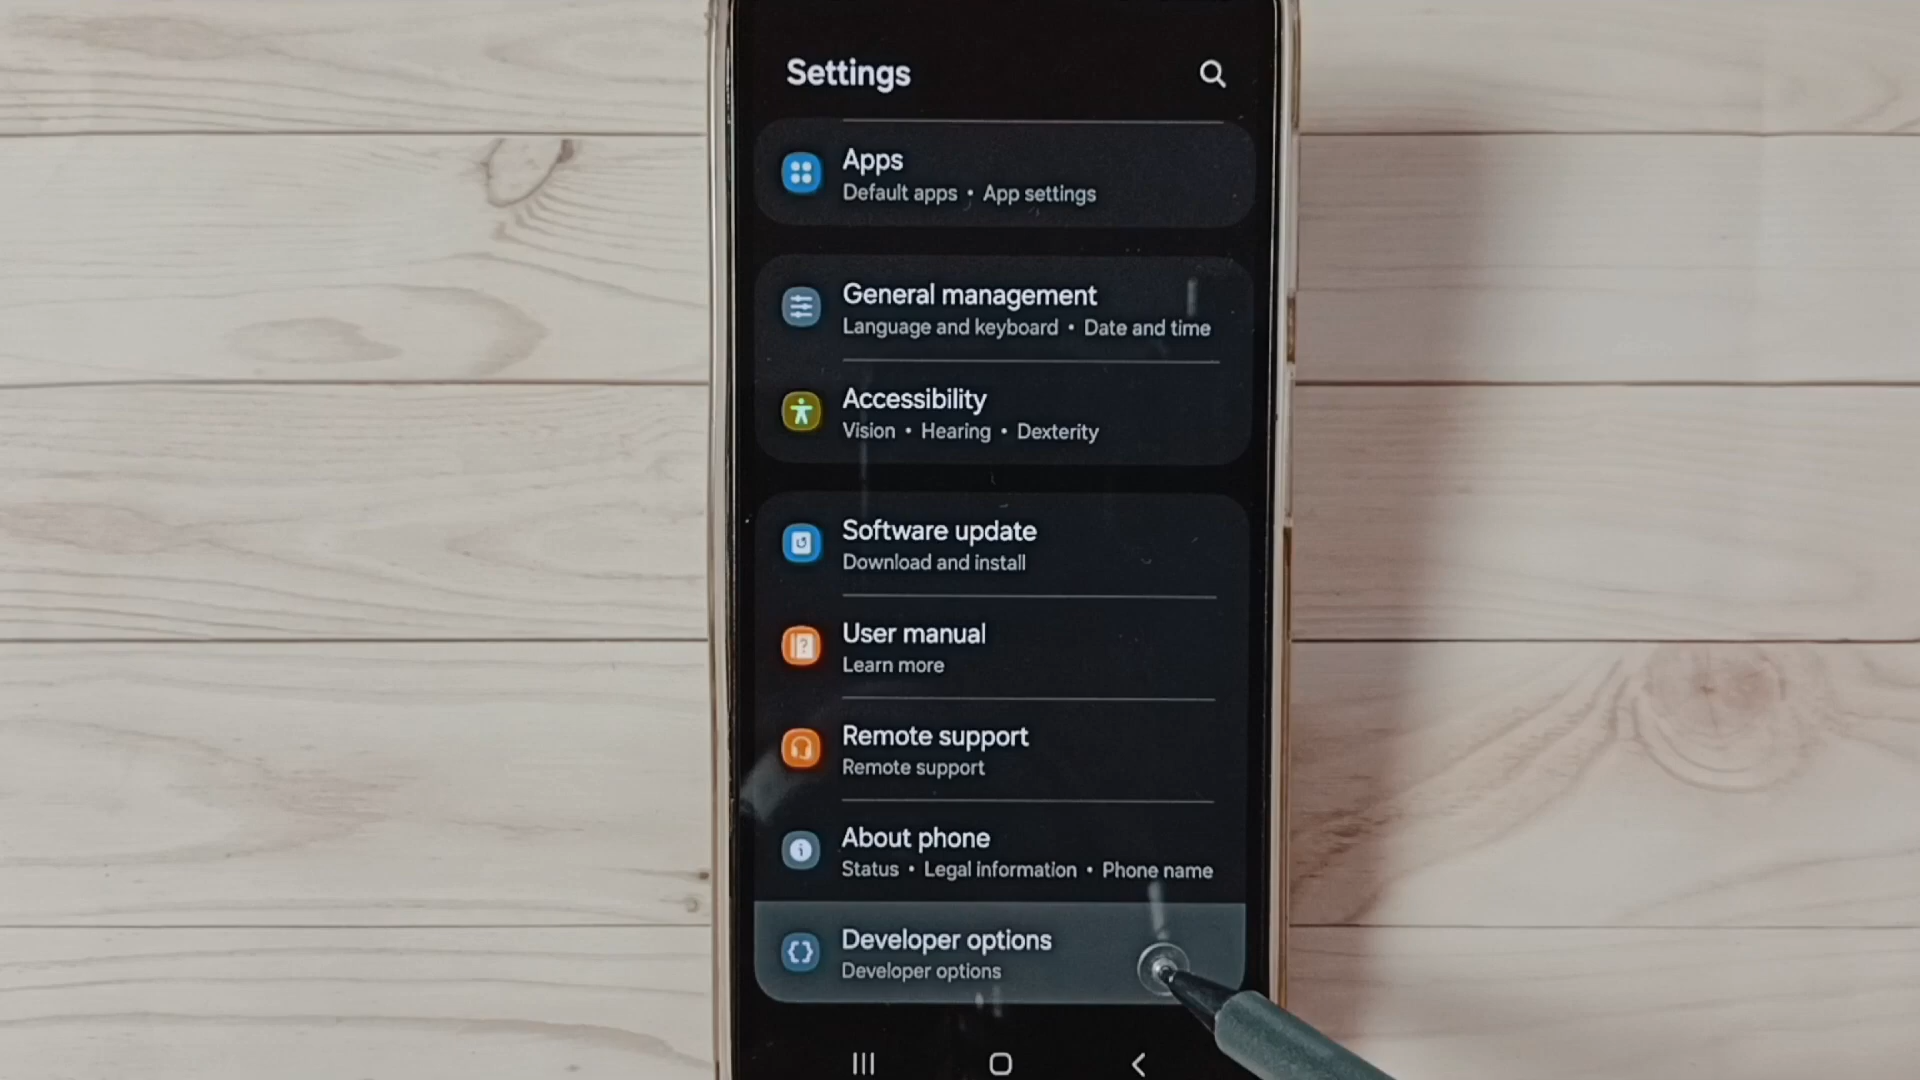 Settings
Apps
Default apps • App settings
General management
Language and keyboard • Date and time
Accessibility
Vision • Hearing • Dexterity
Software update
Download and install
User manual
Learn more
Remote support
Remote support
About phone
Status • Legal information • Phone name
Developer options
Developer options